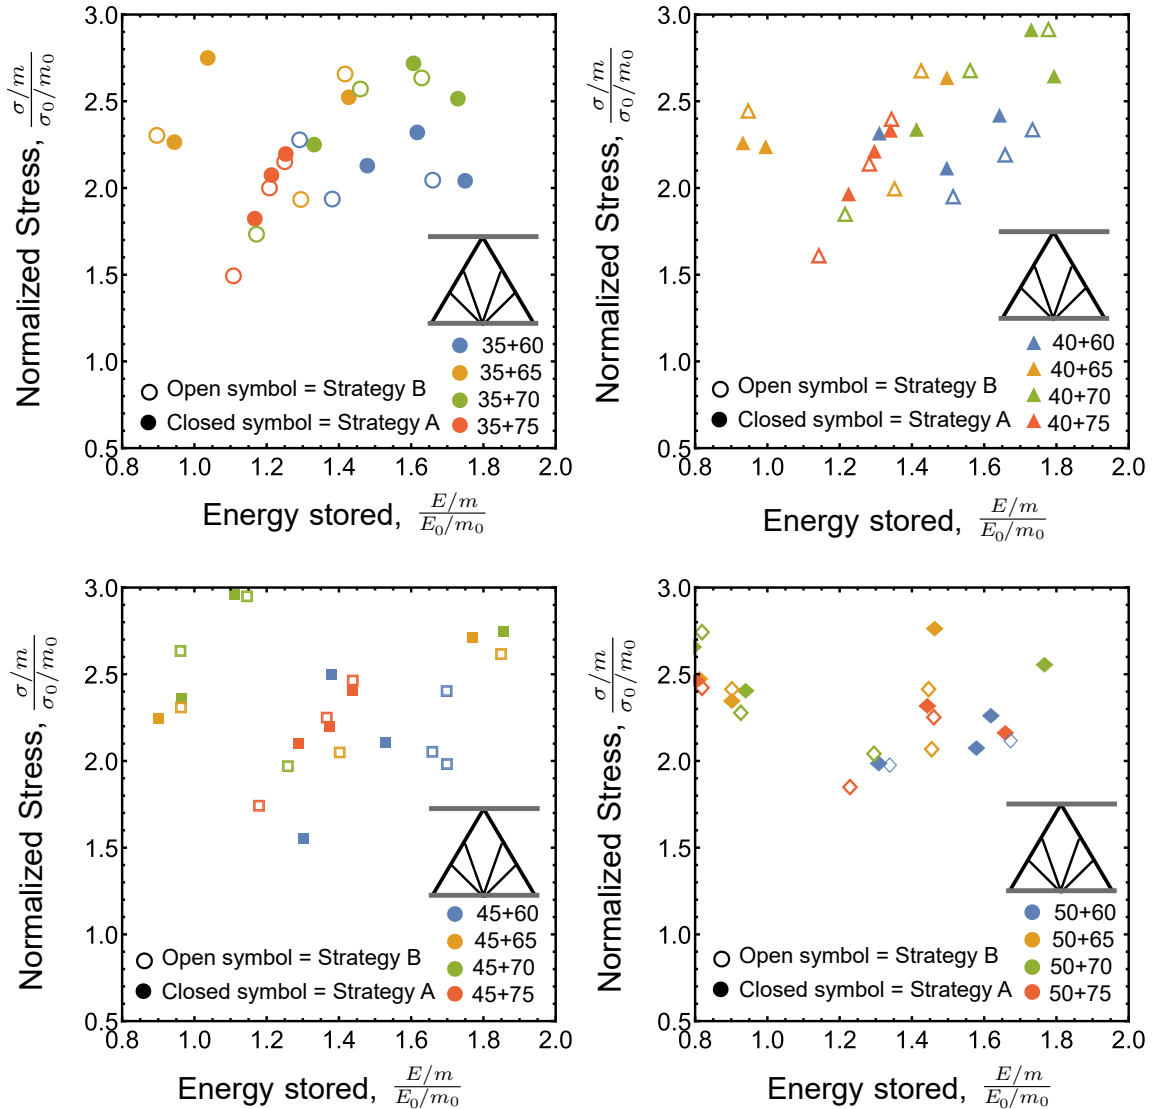 3.0
2.5
2.0
1.5
1.0
0.5
0.8 1.0 1.2 1.4 1.6 1.8 2.0
Normalized Stress, σ/m / σ₀/m₀
Energy stored, E/m / E₀/m₀
35+60
35+65
35+70
35+75
Open symbol = Strategy B
Closed symbol = Strategy A
3.0
2.5
2.0
1.5
1.0
0.5
0.8 1.0 1.2 1.4 1.6 1.8 2.0
Normalized Stress, σ/m / σ₀/m₀
Energy stored, E/m / E₀/m₀
40+60
40+65
40+70
40+75
Open symbol = Strategy B
Closed symbol = Strategy A
3.0
2.5
2.0
1.5
1.0
0.5
0.8 1.0 1.2 1.4 1.6 1.8 2.0
Normalized Stress, σ/m / σ₀/m₀
Energy stored, E/m / E₀/m₀
45+60
45+65
45+70
45+75
Open symbol = Strategy B
Closed symbol = Strategy A
3.0
2.5
2.0
1.5
1.0
0.5
0.8 1.0 1.2 1.4 1.6 1.8 2.0
Normalized Stress, σ/m / σ₀/m₀
Energy stored, E/m / E₀/m₀
50+60
50+65
50+70
50+75
Open symbol = Strategy B
Closed symbol = Strategy A